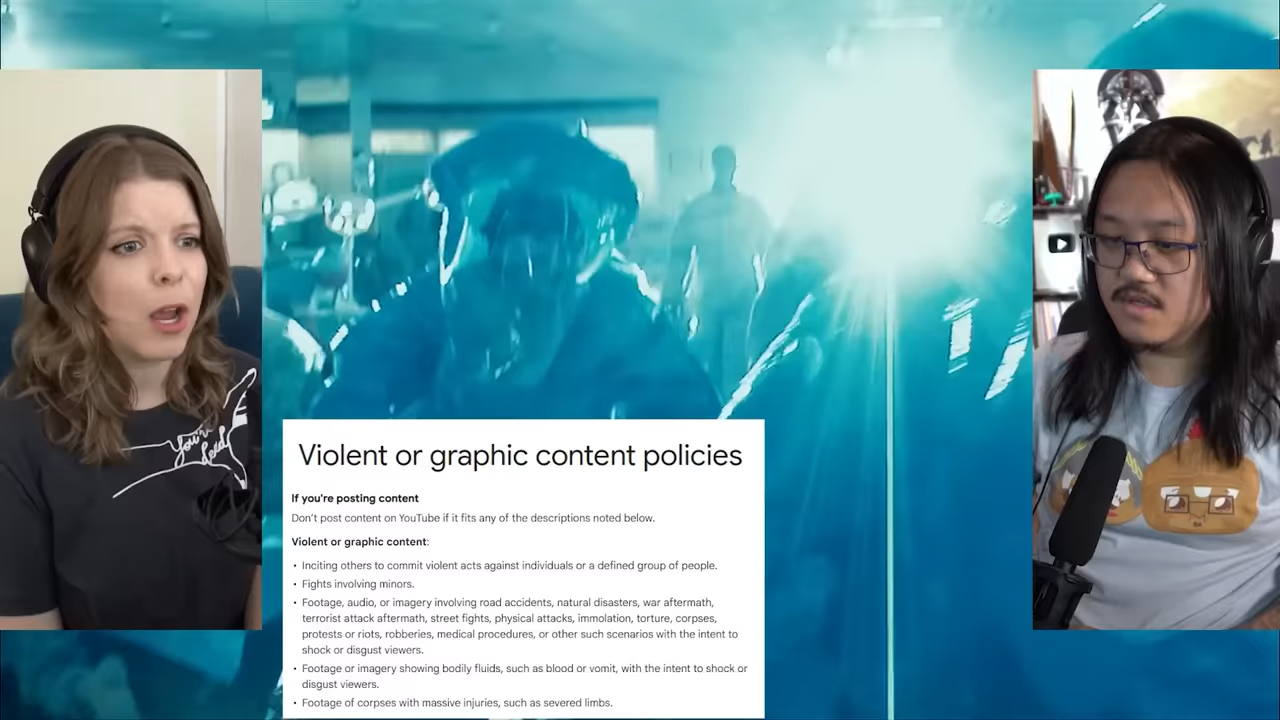 Violent or graphic content policies
If you're posting content
Don't post content on YouTube if it fits any of the descriptions noted below.
Violent or graphic content:
• Inciting others to commit violent acts against individuals or a defined group of people.
• Fights involving minors.
• Footage, audio, or imagery involving road accidents, natural disasters, war aftermath,
terrorist attack aftermath, street fights, physical attacks, immolation, torture, corpses,
protests or riots, robberies, medical procedures, or other such scenarios with the intent to
shock or disgust viewers.
• Footage or imagery showing bodily fluids, such as blood or vomit, with the intent to shock or
disgust viewers.
• Footage of corpses with massive injuries, such as severed limbs.
You're
dead